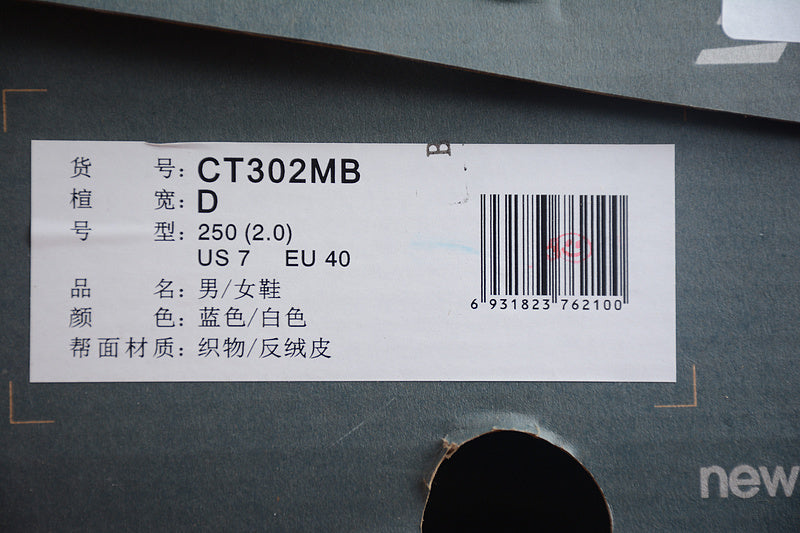 货 号: CT302MB
楦 宽: D
号 型: 250 (2.0)
US 7 EU 40
品 名: 男/女鞋
颜 色: 蓝色/白色
帮面材质: 织物/反绒皮
B
6 931823 762100
new